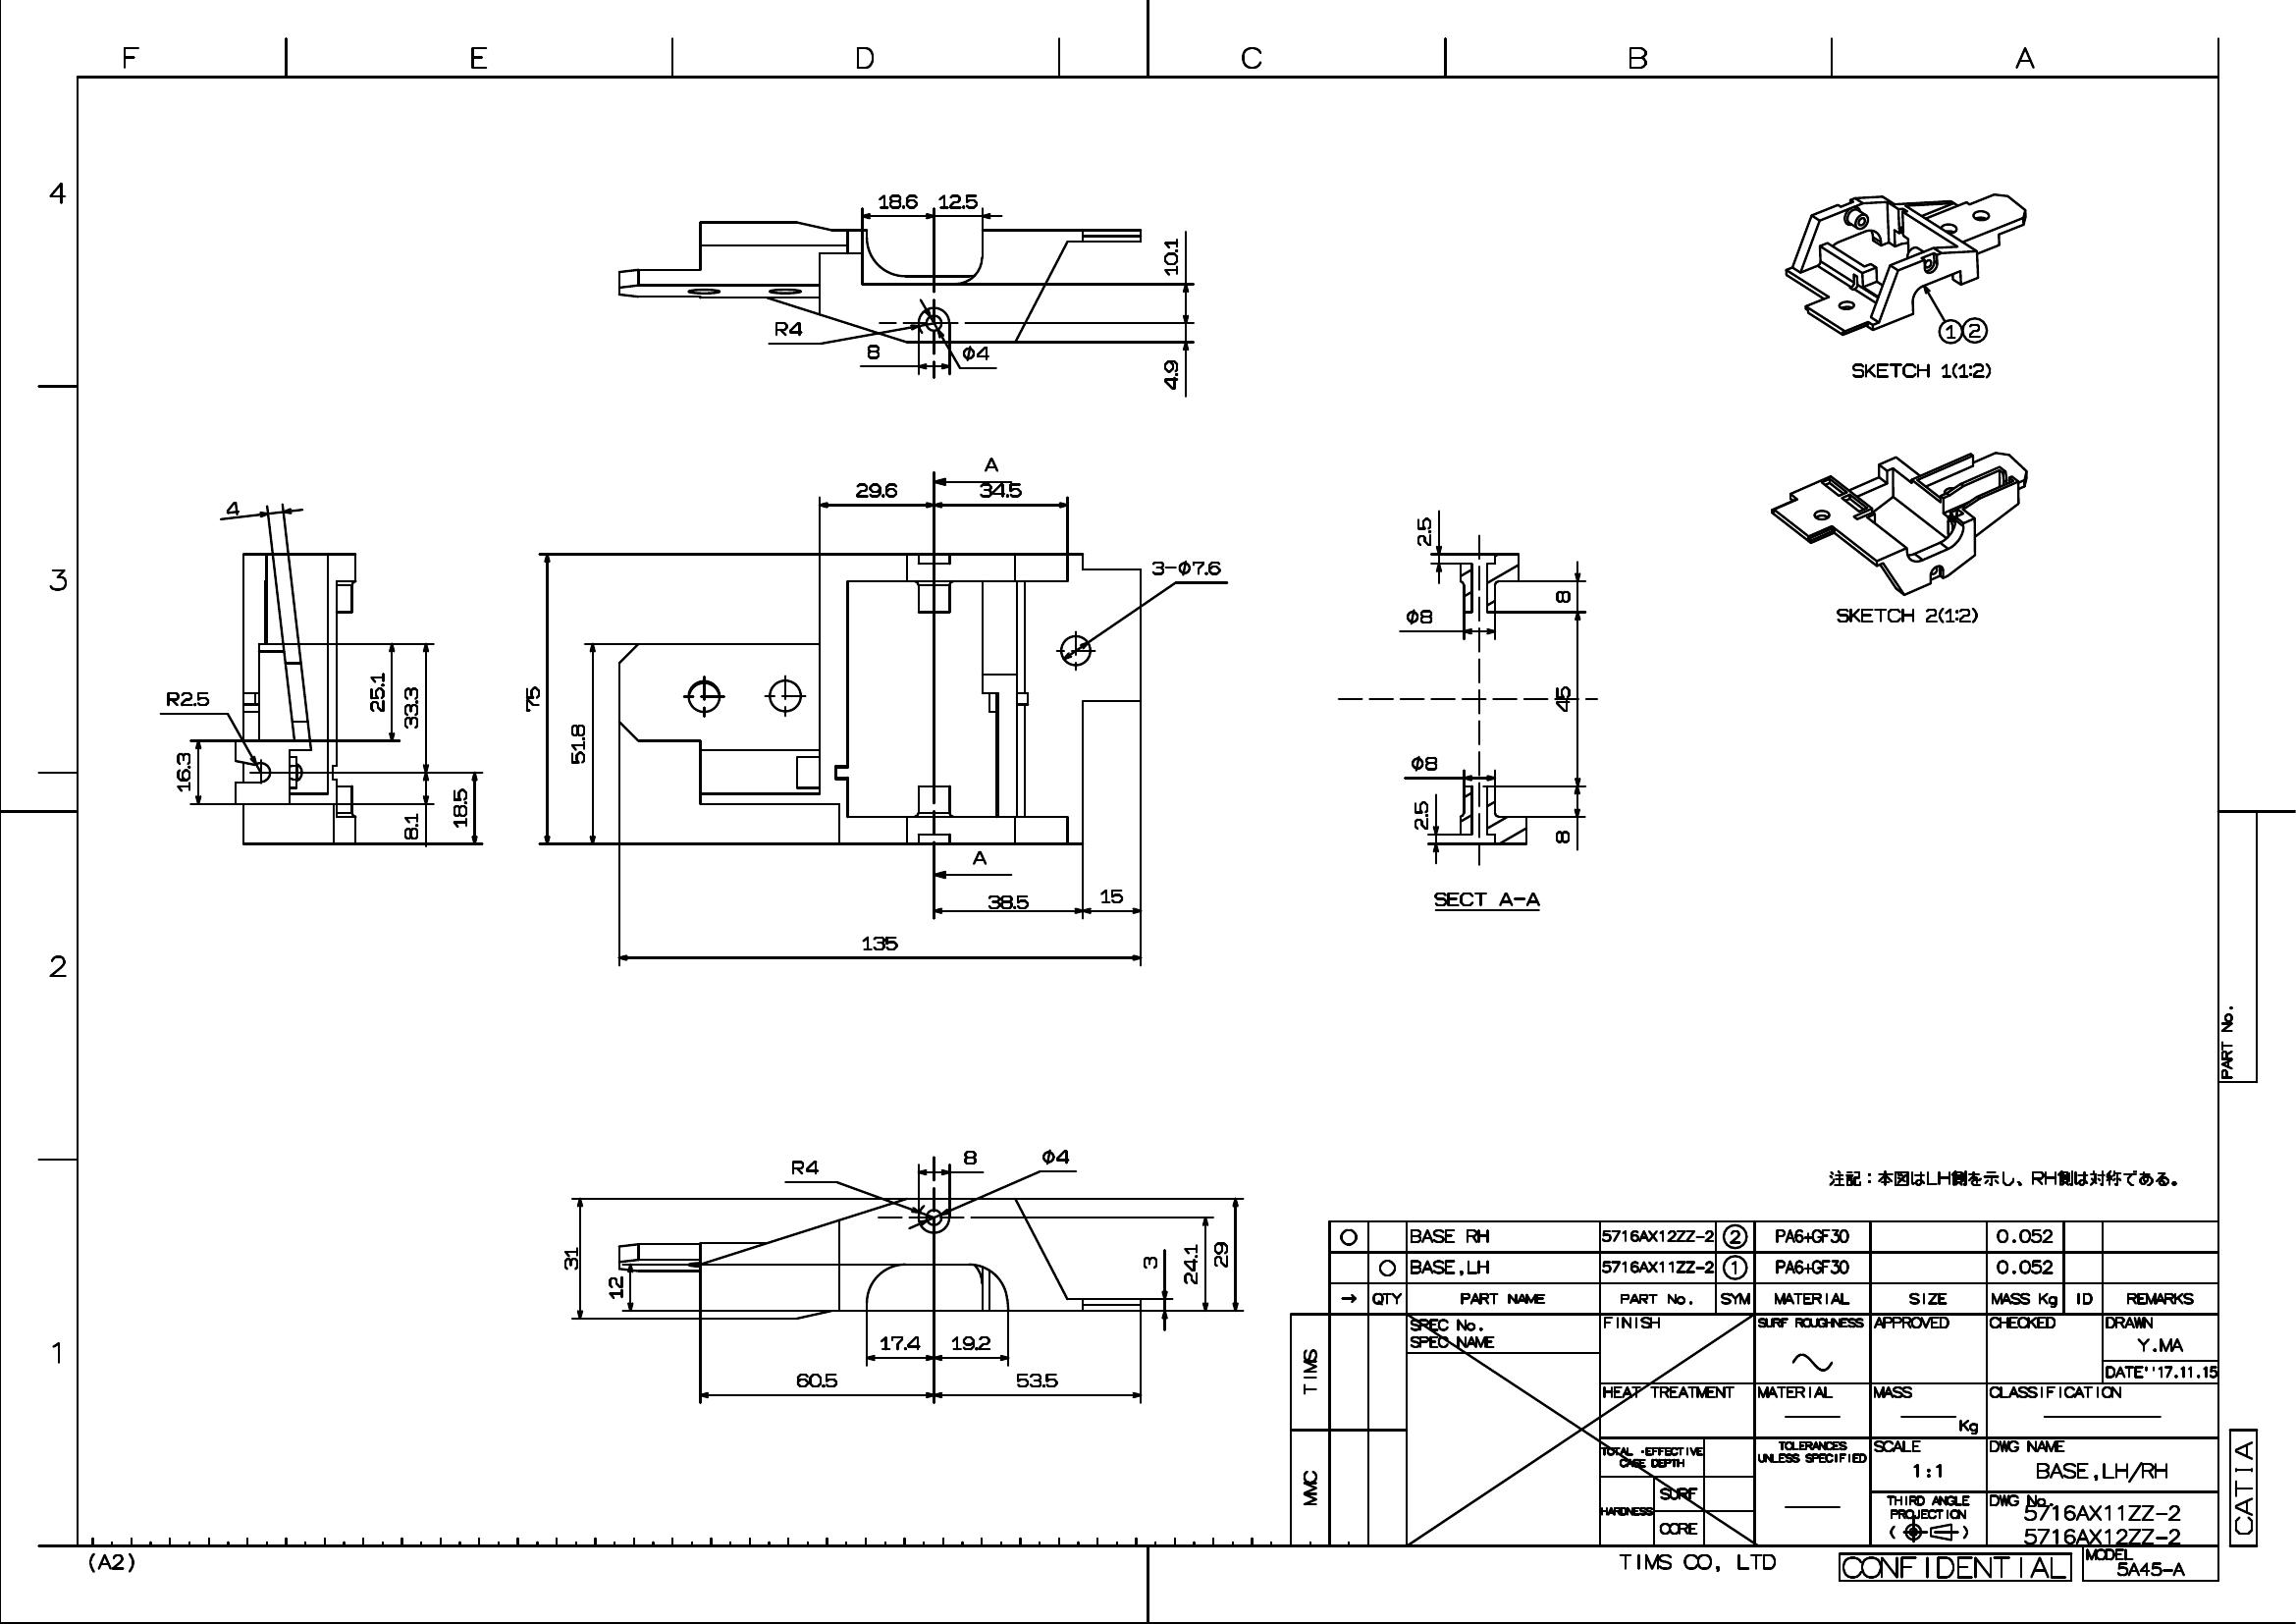 F E D C B A
4
3
2
1
18.6 12.5
10.1
4.9
R4
8
φ4
SKETCH 1(1:2)
1 2
SKETCH 2(1:2)
A
29.6 34.5
4
3-φ7.6
75
51.8
R2.5
25.1
33.3
16.3
8.1
18.5
A
38.5 15
135
2.5
φ8
8
45
φ8
2.5
8
SECT A-A
R4 8 φ4
31
12
3
24.1
29
17.4 19.2
60.5 53.5
PART No.
注記：本図はLH側を示し、RH側は対称である。
○ BASE RH 5716AX12ZZ-2 ② PA6+GF30 0.052
○ BASE,LH 5716AX11ZZ-2 ① PA6+GF30 0.052
→ QTY PART NAME PART No. SYM MATERIAL SIZE MASS Kg ID REMARKS
TIMS
MMC
SPEC No.
SPEC NAME
FINISH
SURF ROUGHNESS
APPROVED
CHECKED
DRAWN
Y.MA
DATE''17.11.15
HEAT TREATMENT
MATERIAL
MASS
Kg
CLASSIFICATION
TOTAL ·EFFECTIVE
CASE DEPTH
HARDNESS
SURF
CORE
TOLERANCES
UNLESS SPECIFIED
SCALE
1:1
DWG NAME
BASE,LH/RH
THIRD ANGLE
PROJECTION
DWG No.
5716AX11ZZ-2
5716AX12ZZ-2
CATIA
(A2)
TIMS CO, LTD
CONFIDENTIAL
MODEL
5A45-A